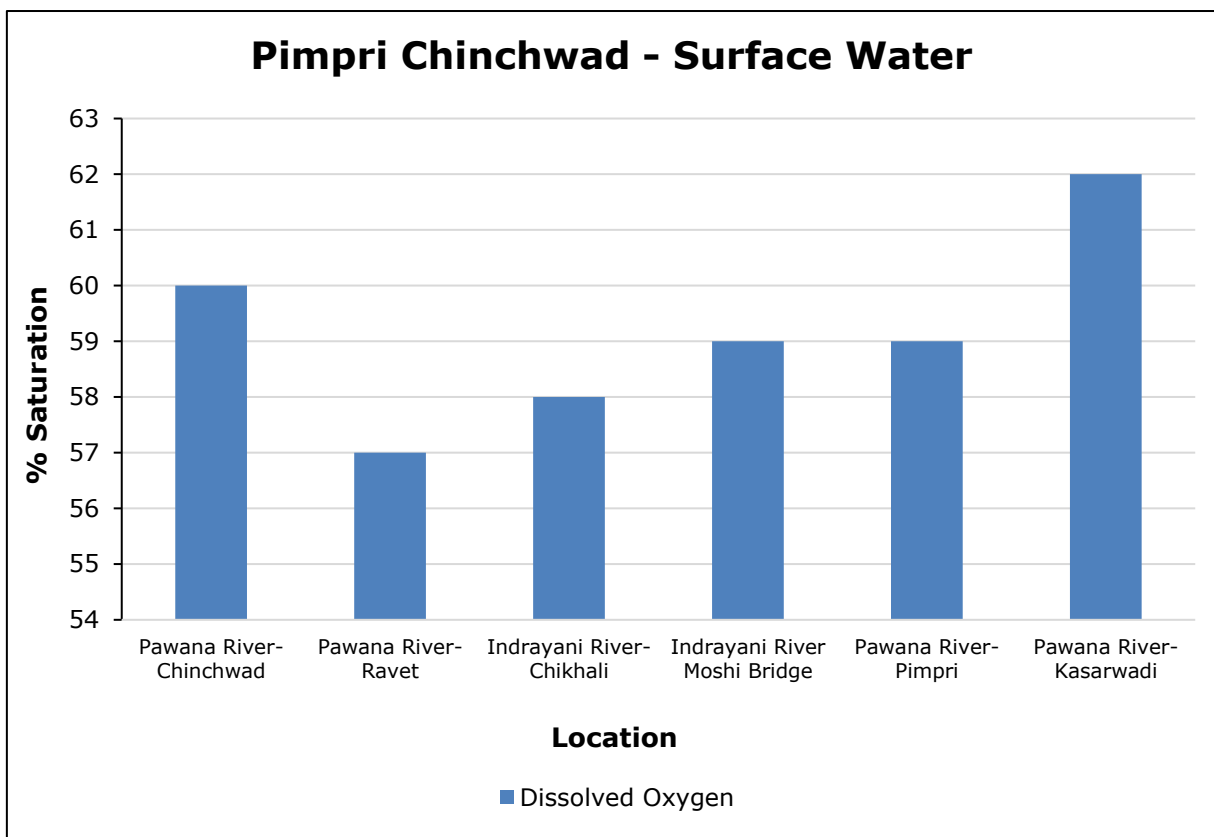 Pimpri Chinchwad - Surface Water
63
62
61
60
59
58
57
56
55
54
% Saturation
Pawana River-
Chinchwad
Pawana River-
Ravet
Indrayani River-
Chikhali
Indrayani River
Moshi Bridge
Pawana River-
Pimpri
Pawana River-
Kasarwadi
Location
Dissolved Oxygen